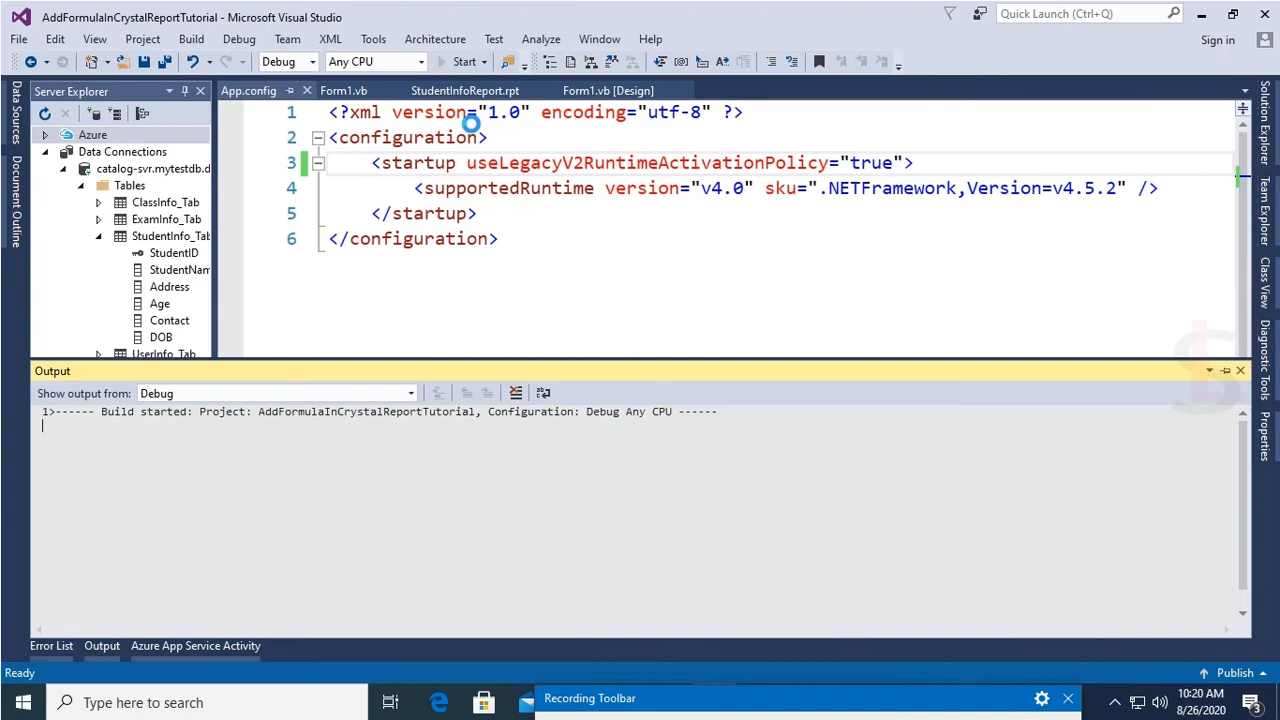 AddFormulaInCrystalReportTutorial - Microsoft Visual Studio
Quick Launch (Ctrl+Q)
File Edit View Project Build Debug Team XML Tools Architecture Test Analyze Window Help
Sign in
Debug Any CPU Start
Data Sources
Document Outline
Server Explorer
Azure
Data Connections
catalog-svr.mytestdb.d
Tables
ClassInfo_Tab
ExamInfo_Tab
StudentInfo_Tab
StudentID
StudentNam
Address
Age
Contact
DOB
UserInfo_Tab
App.config Form1.vb StudentInfoReport.rpt Form1.vb [Design]
1 <?xml version="1.0" encoding="utf-8" ?>
2 <configuration>
3 <startup useLegacyV2RuntimeActivationPolicy="true">
4 <supportedRuntime version="v4.0" sku=".NETFramework,Version=v4.5.2" />
5 </startup>
6 </configuration>
Solution Explorer
Team Explorer
Class View
Diagnostic Tools
Properties
Output
Show output from: Debug
1>------ Build started: Project: AddFormulaInCrystalReportTutorial, Configuration: Debug Any CPU ------
Error List Output Azure App Service Activity
Ready
Publish
Type here to search
Recording Toolbar
10:20 AM
8/26/2020
3